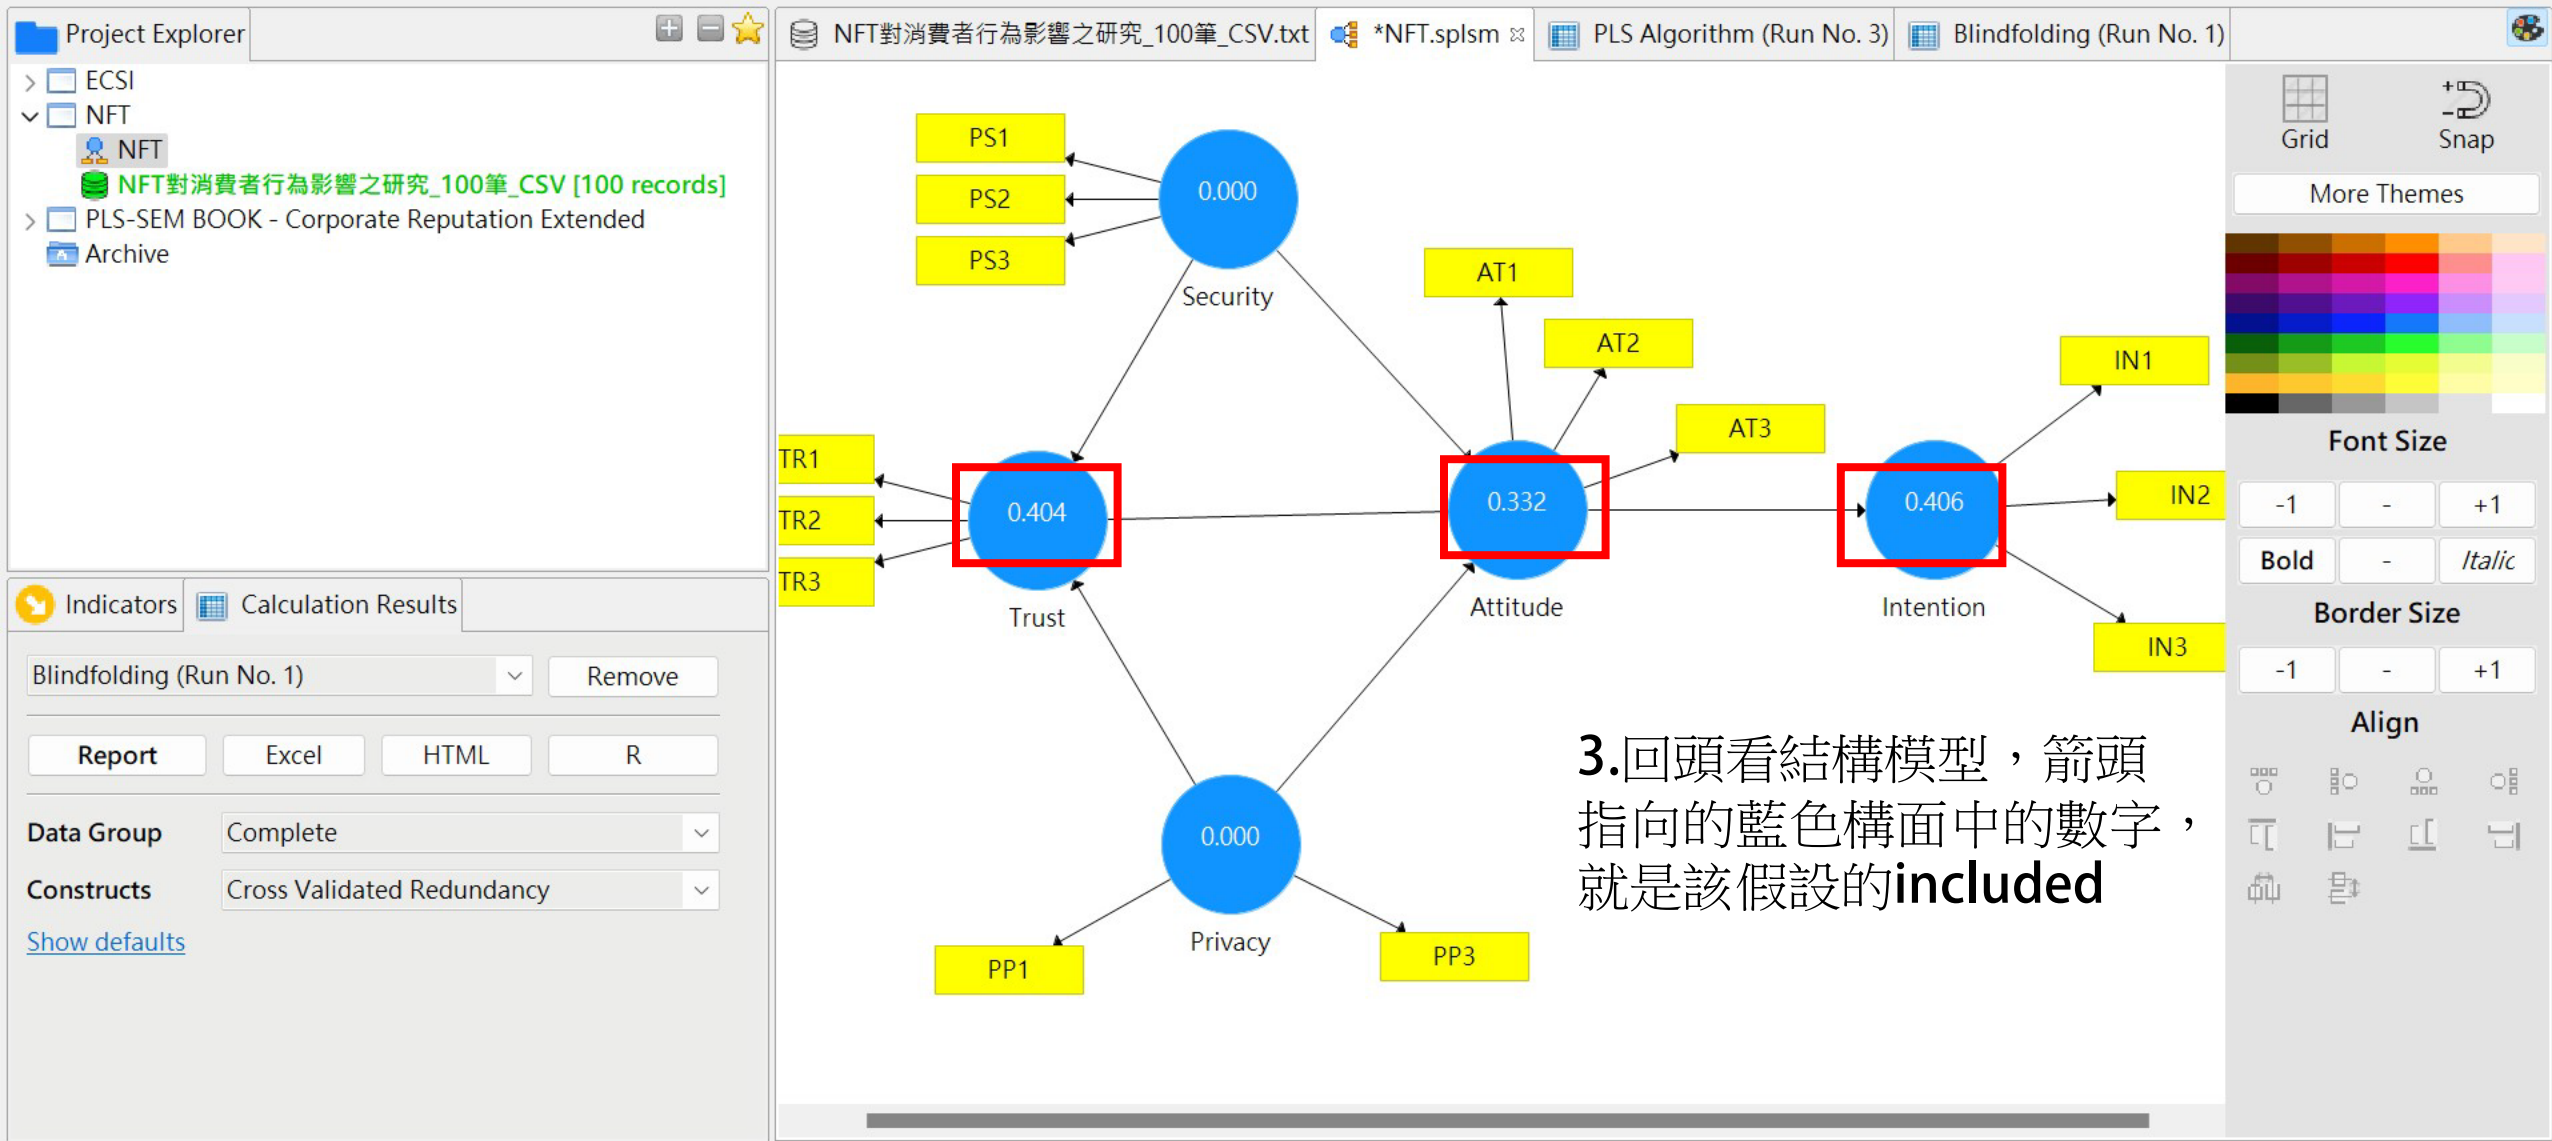 Project Explorer
ECSI
NFT
NFT
NFT對消費者行為影響之研究_100筆_CSV [100 records]
PLS-SEM BOOK - Corporate Reputation Extended
Archive
Indicators
Calculation Results
Blindfolding (Run No. 1)
Remove
Report
Excel
HTML
R
Data Group
Complete
Constructs
Cross Validated Redundancy
Show defaults
NFT對消費者行為影響之研究_100筆_CSV.txt
*NFT.splsm
PLS Algorithm (Run No. 3)
Blindfolding (Run No. 1)
PS1
PS2
PS3
0.000
Security
AT1
AT2
AT3
IN1
IN2
IN3
TR1
TR2
TR3
0.404
Trust
0.332
Attitude
0.406
Intention
0.000
Privacy
PP1
PP3
3.回頭看結構模型，箭頭
指向的藍色構面中的數字，
就是該假設的included
Grid
Snap
More Themes
Font Size
-1
-
+1
Bold
-
Italic
Border Size
-1
-
+1
Align